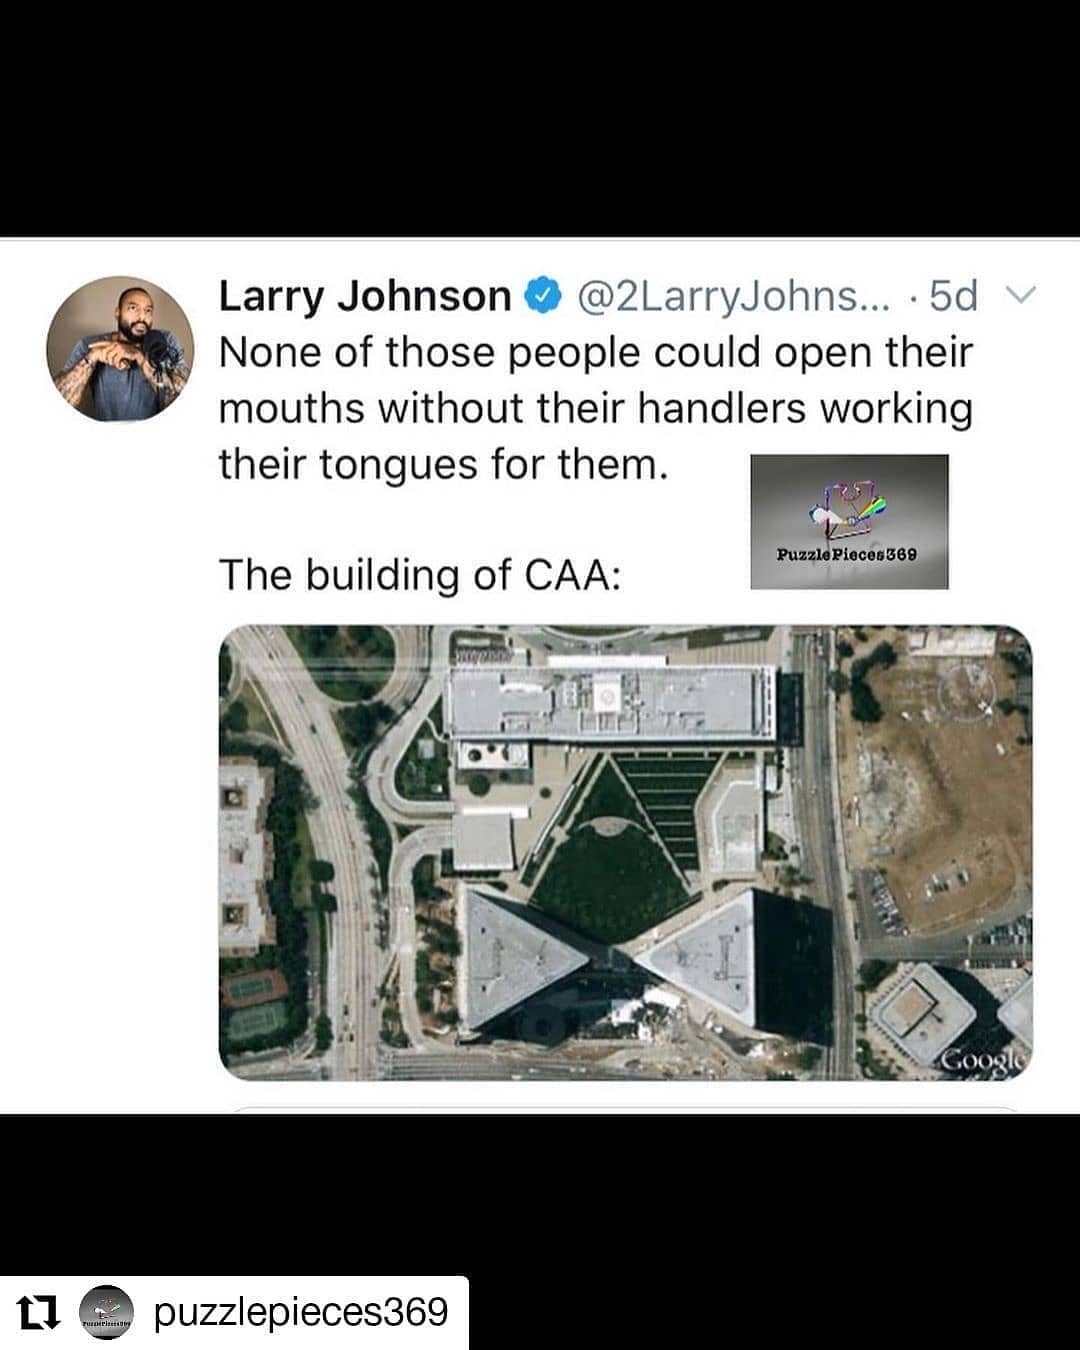 Larry Johnson @2LarryJohns... · 5d
None of those people could open their
mouths without their handlers working
their tongues for them.
PuzzlePieces369
The building of CAA:
Google
puzzlepieces369